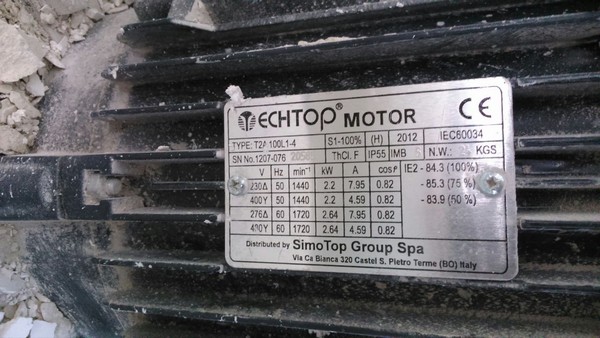 TECHTOP® MOTOR CE
TYPE: T2A 100L1-4 S1-100% (H) 2012 IEC60034
SN No.1207-076 ThCl. F IP55 IMB N.W.: KGS
V Hz min⁻¹ kW A cosφ IE2 - 84.3 (100%)
230Δ 50 1440 2.2 7.95 0.82 - 85.3 (75 %)
400Y 50 1440 2.2 4.59 0.82 - 83.9 (50 %)
276Δ 60 1720 2.64 7.95 0.82
480Y 60 1720 2.64 4.59 0.82
Distributed by SimoTop Group Spa
Via Ca Bianca 320 Castel S. Pietro Terme (BO) Italy